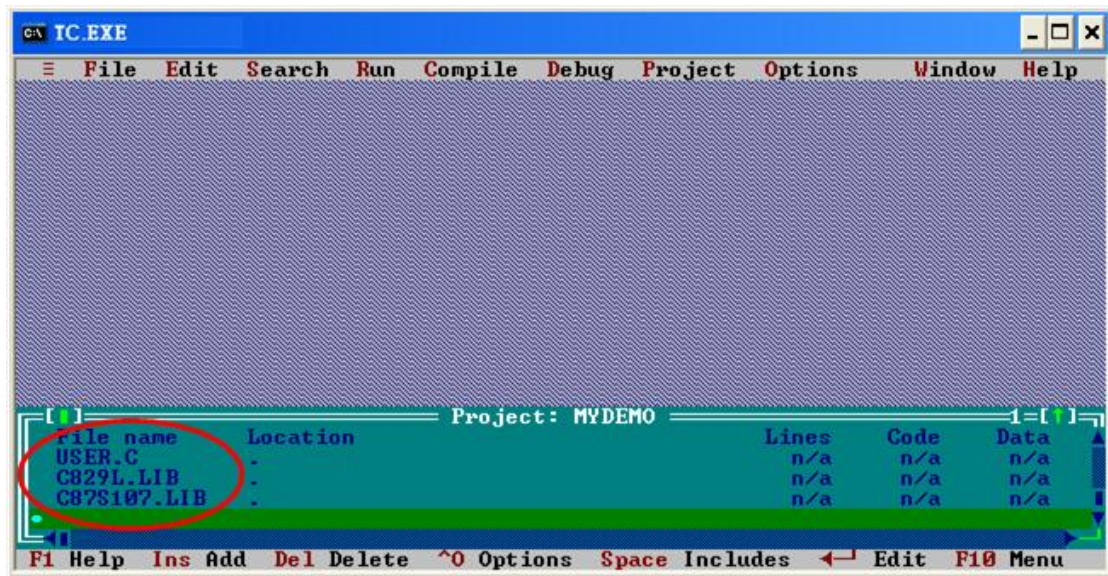 C:\ TC.EXE
≡ File Edit Search Run Compile Debug Project Options Window Help
[■] Project: MYDEMO 1=[↑]
File name Location Lines Code Data
USER.C . n/a n/a n/a
C829L.LIB . n/a n/a n/a
C87S107.LIB . n/a n/a n/a
F1 Help Ins Add Del Delete ^O Options Space Includes ←┘ Edit F10 Menu